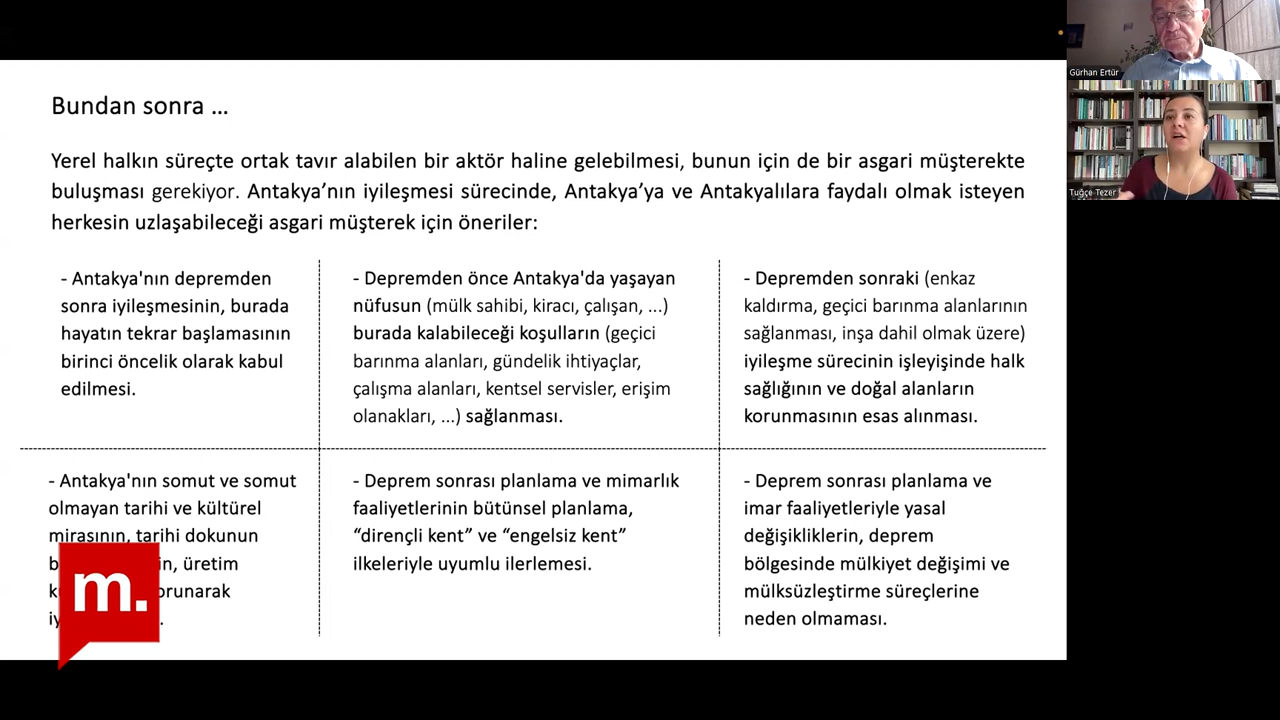 Bundan sonra ...
Yerel halkın süreçte ortak tavır alabilen bir aktör haline gelebilmesi, bunun için de bir asgari müşterekte
buluşması gerekiyor. Antakya’nın iyileşmesi sürecinde, Antakya’ya ve Antakyalılara faydalı olmak isteyen
herkesin uzlaşabileceği asgari müşterek için öneriler:
- Antakya'nın depremden
sonra iyileşmesinin, burada
hayatın tekrar başlamasının
birinci öncelik olarak kabul
edilmesi.
- Depremden önce Antakya'da yaşayan
nüfusun (mülk sahibi, kiracı, çalışan, ...)
burada kalabileceği koşulların (geçici
barınma alanları, gündelik ihtiyaçlar,
çalışma alanları, kentsel servisler, erişim
olanakları, ...) sağlanması.
- Depremden sonraki (enkaz
kaldırma, geçici barınma alanlarının
sağlanması, inşa dahil olmak üzere)
iyileşme sürecinin işleyişinde halk
sağlığının ve doğal alanların
korunmasının esas alınması.
- Antakya'nın somut ve somut
olmayan tarihi ve kültürel
mirasının, tarihi dokunun
üretim
- Deprem sonrası planlama ve mimarlık
faaliyetlerinin bütünsel planlama,
“dirençli kent” ve “engelsiz kent”
ilkeleriyle uyumlu ilerlemesi.
- Deprem sonrası planlama ve
imar faaliyetleriyle yasal
değişikliklerin, deprem
bölgesinde mülkiyet değişimi ve
mülksüzleştirme süreçlerine
neden olmaması.
m.
Gürhan Ertür
Tuğçe Tezer